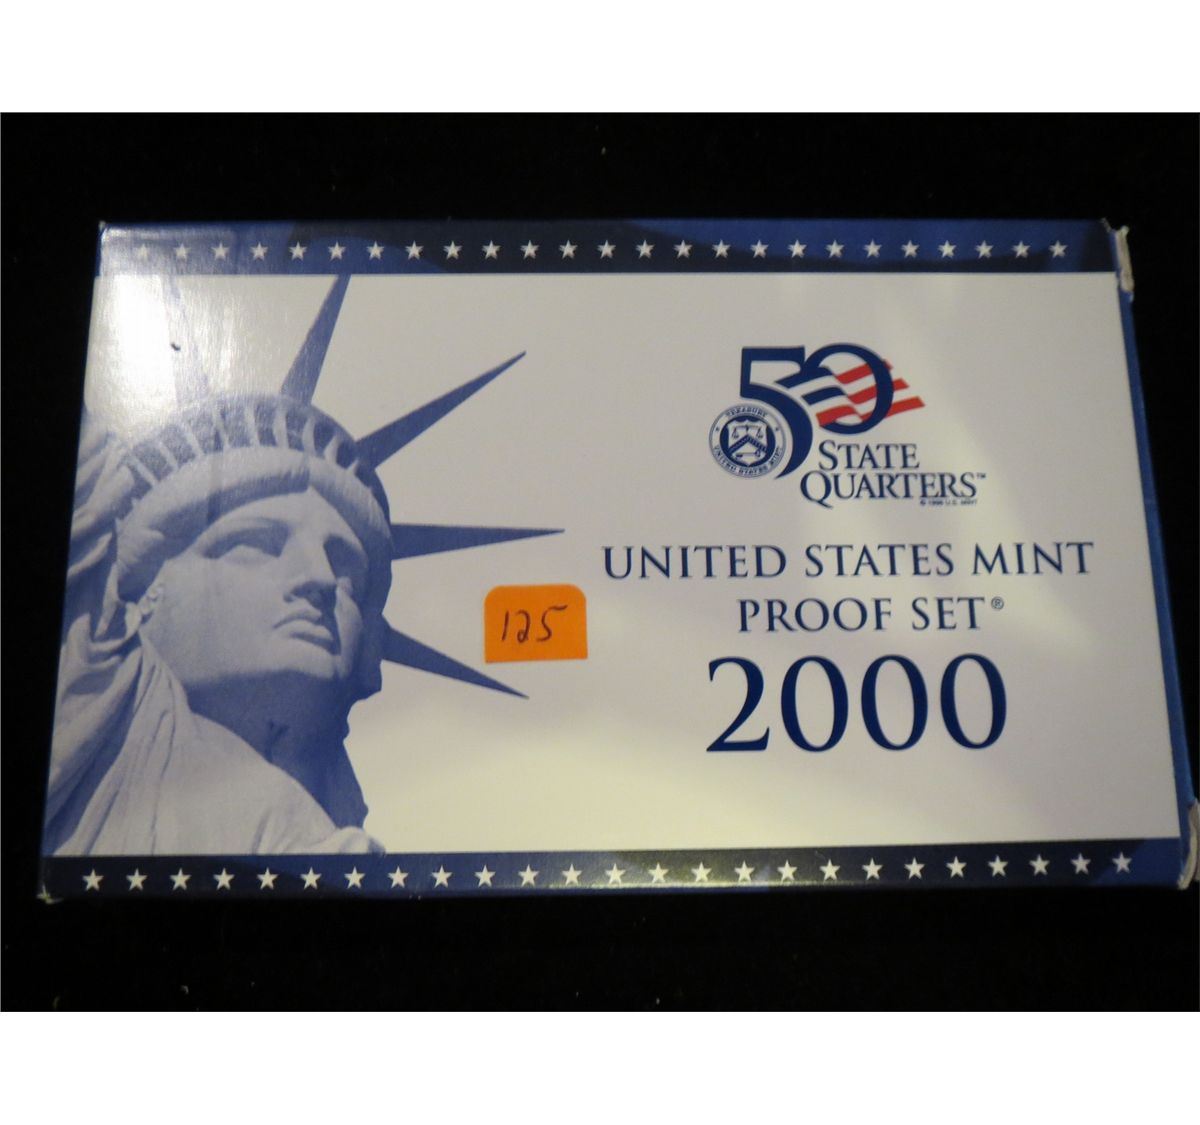 50
STATE
QUARTERS™
UNITED STATES MINT
PROOF SET®
2000
125